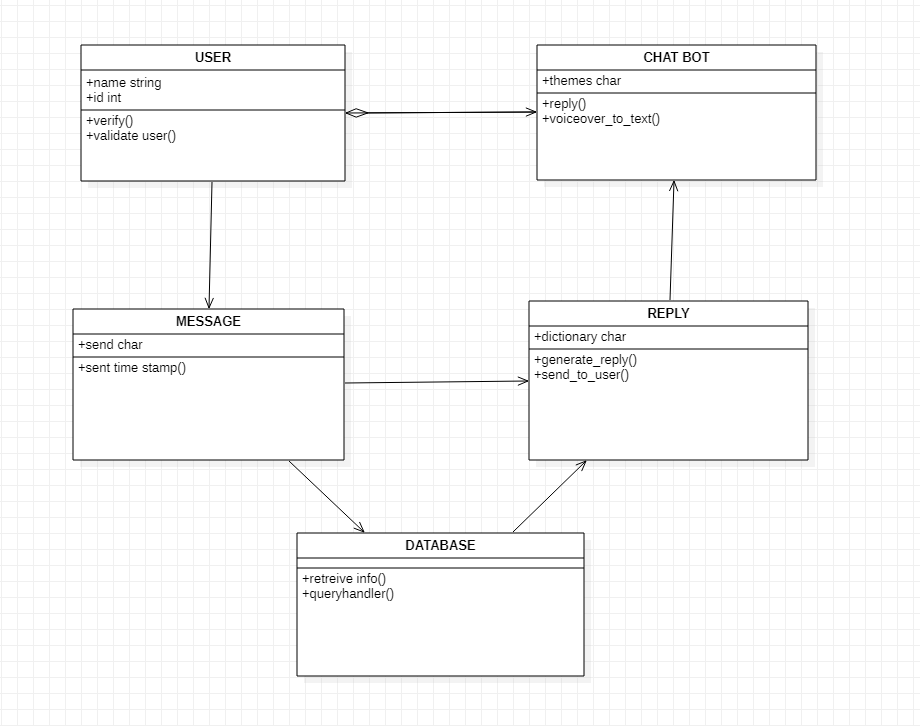 USER
+name string
+id int
+verify()
+validate user()
CHAT BOT
+themes char
+reply()
+voiceover_to_text()
MESSAGE
+send char
+sent time stamp()
REPLY
+dictionary char
+generate_reply()
+send_to_user()
DATABASE
+retreive info()
+queryhandler()